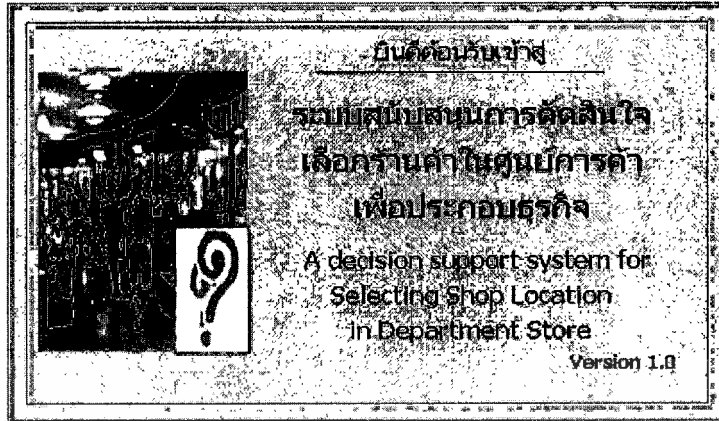 ยินดีต้อนรับเข้าสู่
ระบบสนับสนุนการตัดสินใจ
เลือกร้านค้าในศูนย์การค้า
เพื่อประกอบธุรกิจ
A decision support system for
Selecting Shop Location
in Department Store
Version 1.0